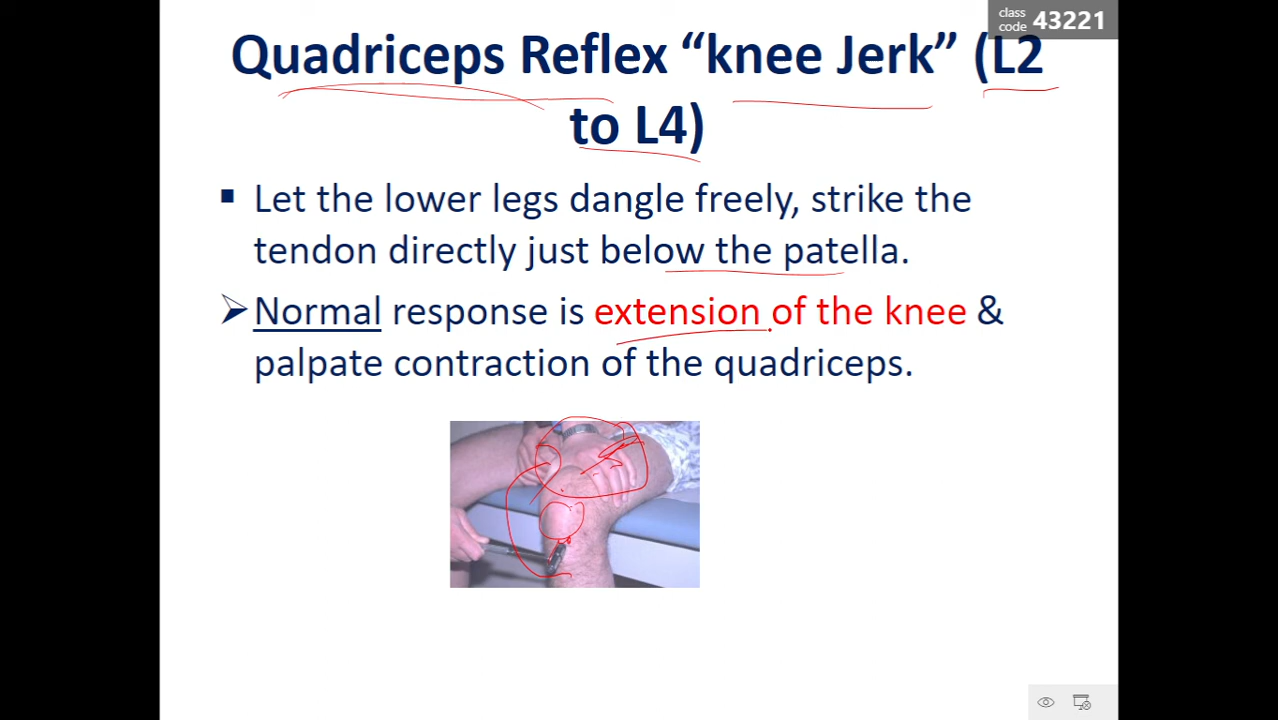 class
code 43221
Quadriceps Reflex “knee Jerk” (L2
to L4)
▪ Let the lower legs dangle freely, strike the
tendon directly just below the patella.
➢ Normal response is extension of the knee &
palpate contraction of the quadriceps.